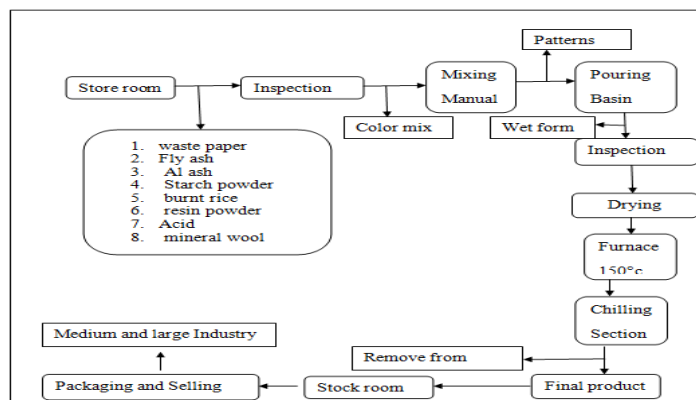 Patterns
Store room
Inspection
Mixing
Manual
Pouring
Basin
Color mix
Wet form
1. waste paper
2. Fly ash
3. Al ash
4. Starch powder
5. burnt rice
6. resin powder
7. Acid
8. mineral wool
Inspection
Drying
Furnace
150°c
Chilling
Section
Medium and large Industry
Remove from
Packaging and Selling
Stock room
Final product